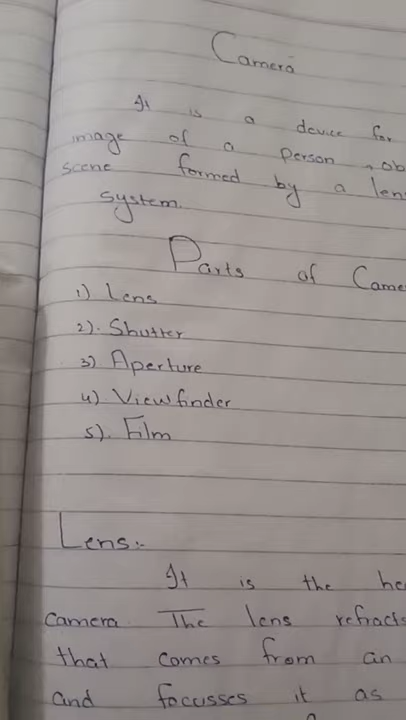 Camera
It is a device for
image of a person, ob
scene formed by a lens
system.
Parts of Came
1) Lens
2). Shutter
3) Aperture
4) Viewfinder
5). Film
Lens:-
It is the he
camera The lens refracts
that comes from an
and focusses it as